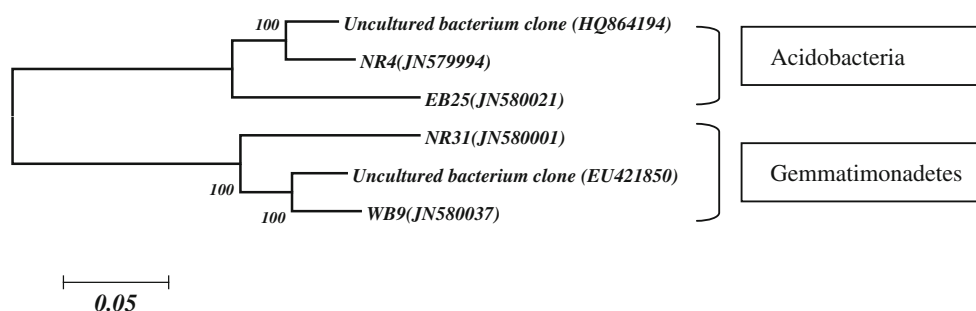 100
Uncultured bacterium clone (HQ864194)
NR4(JN579994)
EB25(JN580021)
Acidobacteria
NR31(JN580001)
100
Uncultured bacterium clone (EU421850)
100
WB9(JN580037)
Gemmatimonadetes
0.05